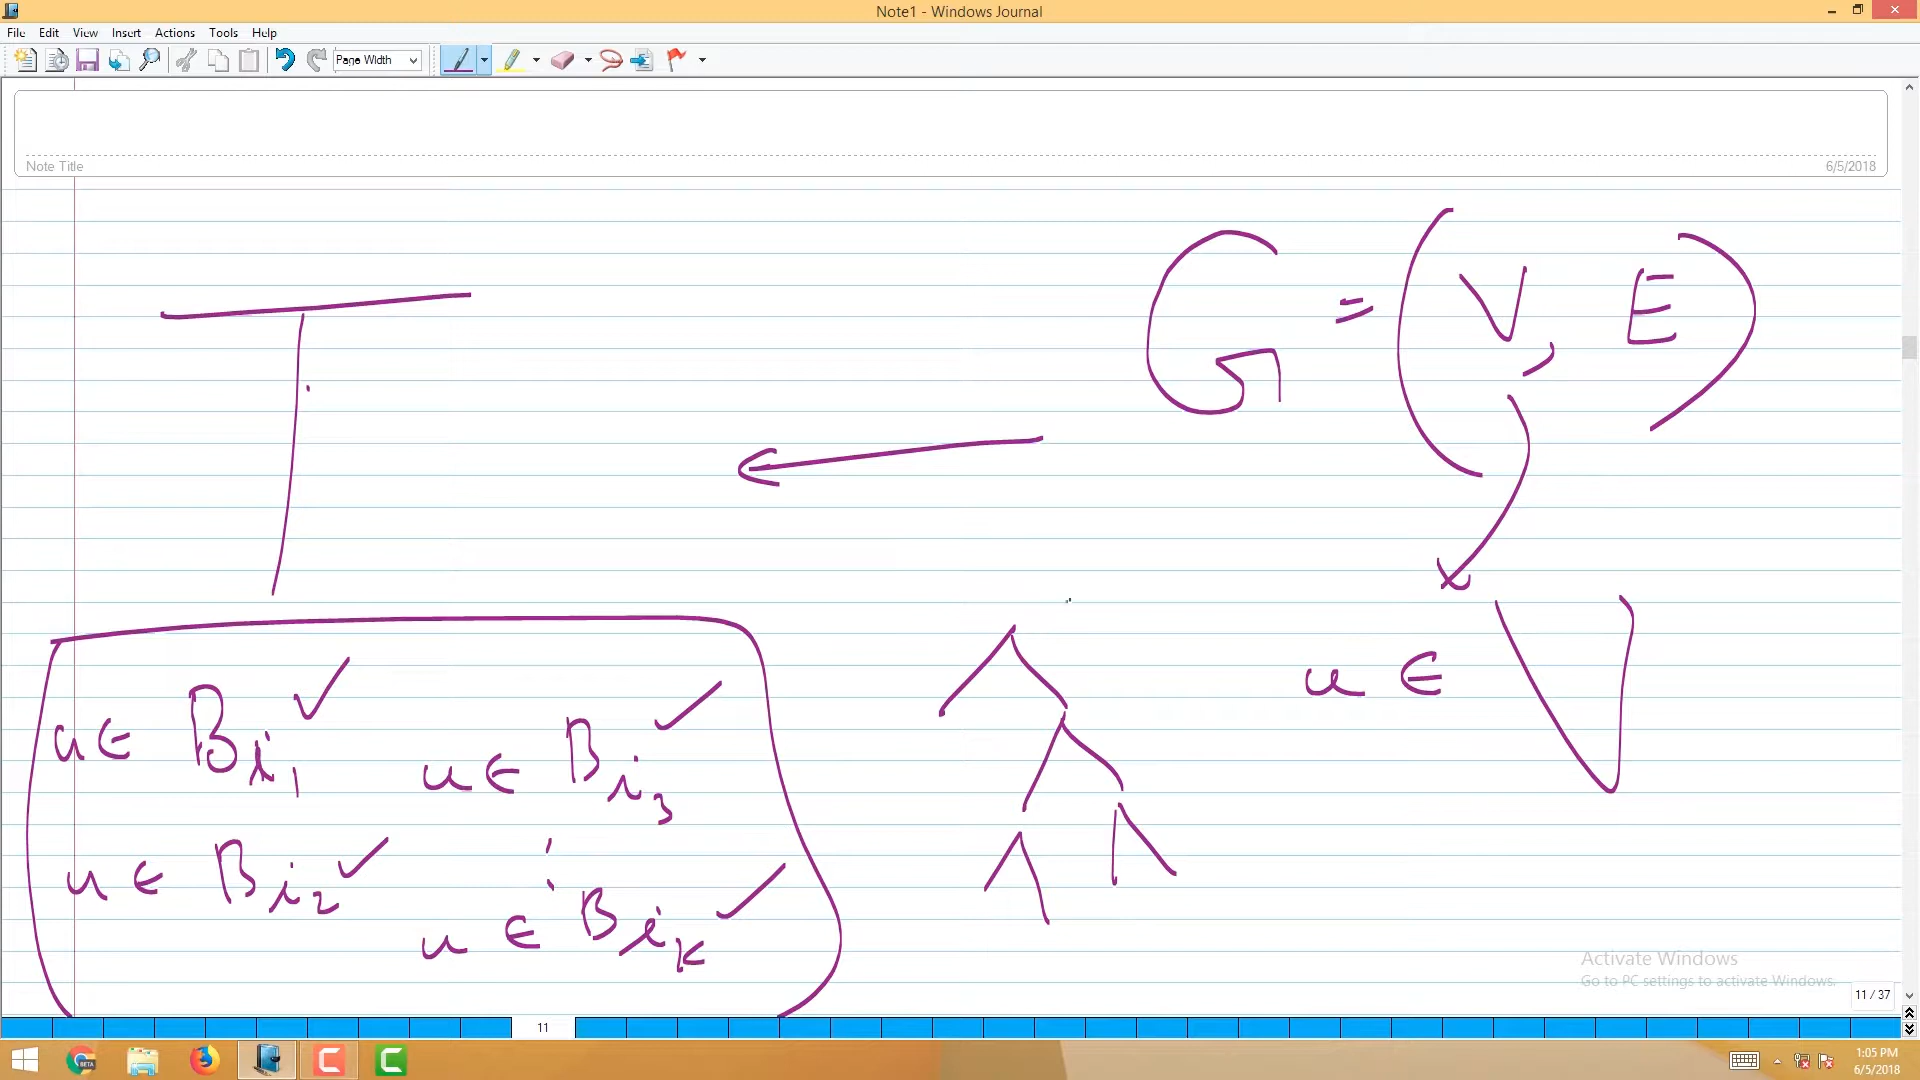 Note1 - Windows Journal
File Edit View Insert Actions Tools Help
Page Width
Note Title
6/5/2018
G = (V, E)
T
u ∈ V
u ∈ B_{i_1} ✓
u ∈ B_{i_3} ✓
u ∈ B_{i_2} ✓
⋮
u ∈ B_{i_k} ✓
Activate Windows
Go to PC settings to activate Windows.
11 / 37
11
BETA
1:05 PM
6/5/2018